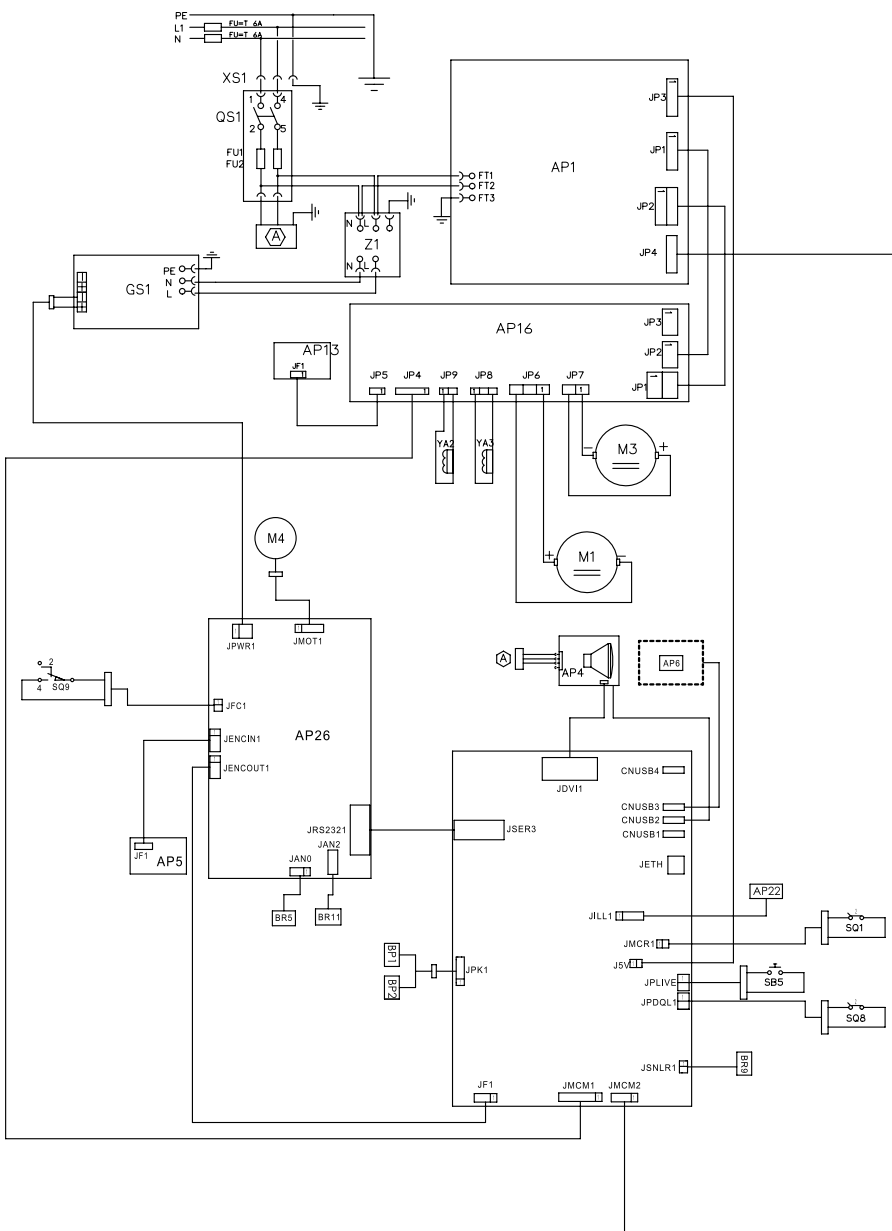 PE
L1 FU=T 6A
N FU=T 6A
XS1
1 4
QS1
2 5
FU1
FU2
A
JP3
JP1
AP1
JP2
JP4
FT1
FT2
FT3
N L
Z1
N L
PE
N
L
GS1
AP16
JP3
JP2
JP1
AP13
JF1
JP5 JP4 JP9 JP8 JP6 JP7
1 1 1 1 1 1
YA2 YA3
M3
- +
M4
M1
+ -
JPWR1 JMOT1
2
4 SQ9
JFC1
A
AP4
AP6
JENCIN1
AP26
JENCOUT1
JDVI1
CNUSB4
CNUSB3
CNUSB2
CNUSB1
JF1 AP5
JRS2321
JSER3
JAN2
JAN0
JETH
BR5 BR11
AP22
JILL1
SQ1
JMCR1
BP1
BP2
JPK1
J5V
JPLIVE
SB5
JPDQL1
SQ8
JSNLR1
BR9
JF1 JMCM1 JMCM2